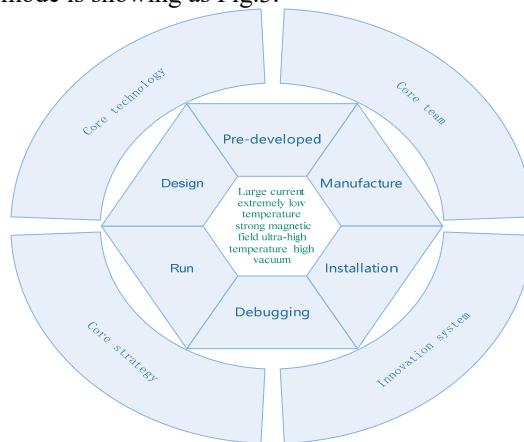 mode is showing as Fig.3.
Core technology
Core team
Pre-developed
Design
Manufacture
Large current
extremely low
temperature
strong magnetic
field ultra-high
temperature high
vacuum
Run
Installation
Debugging
Core strategy
Innovation system